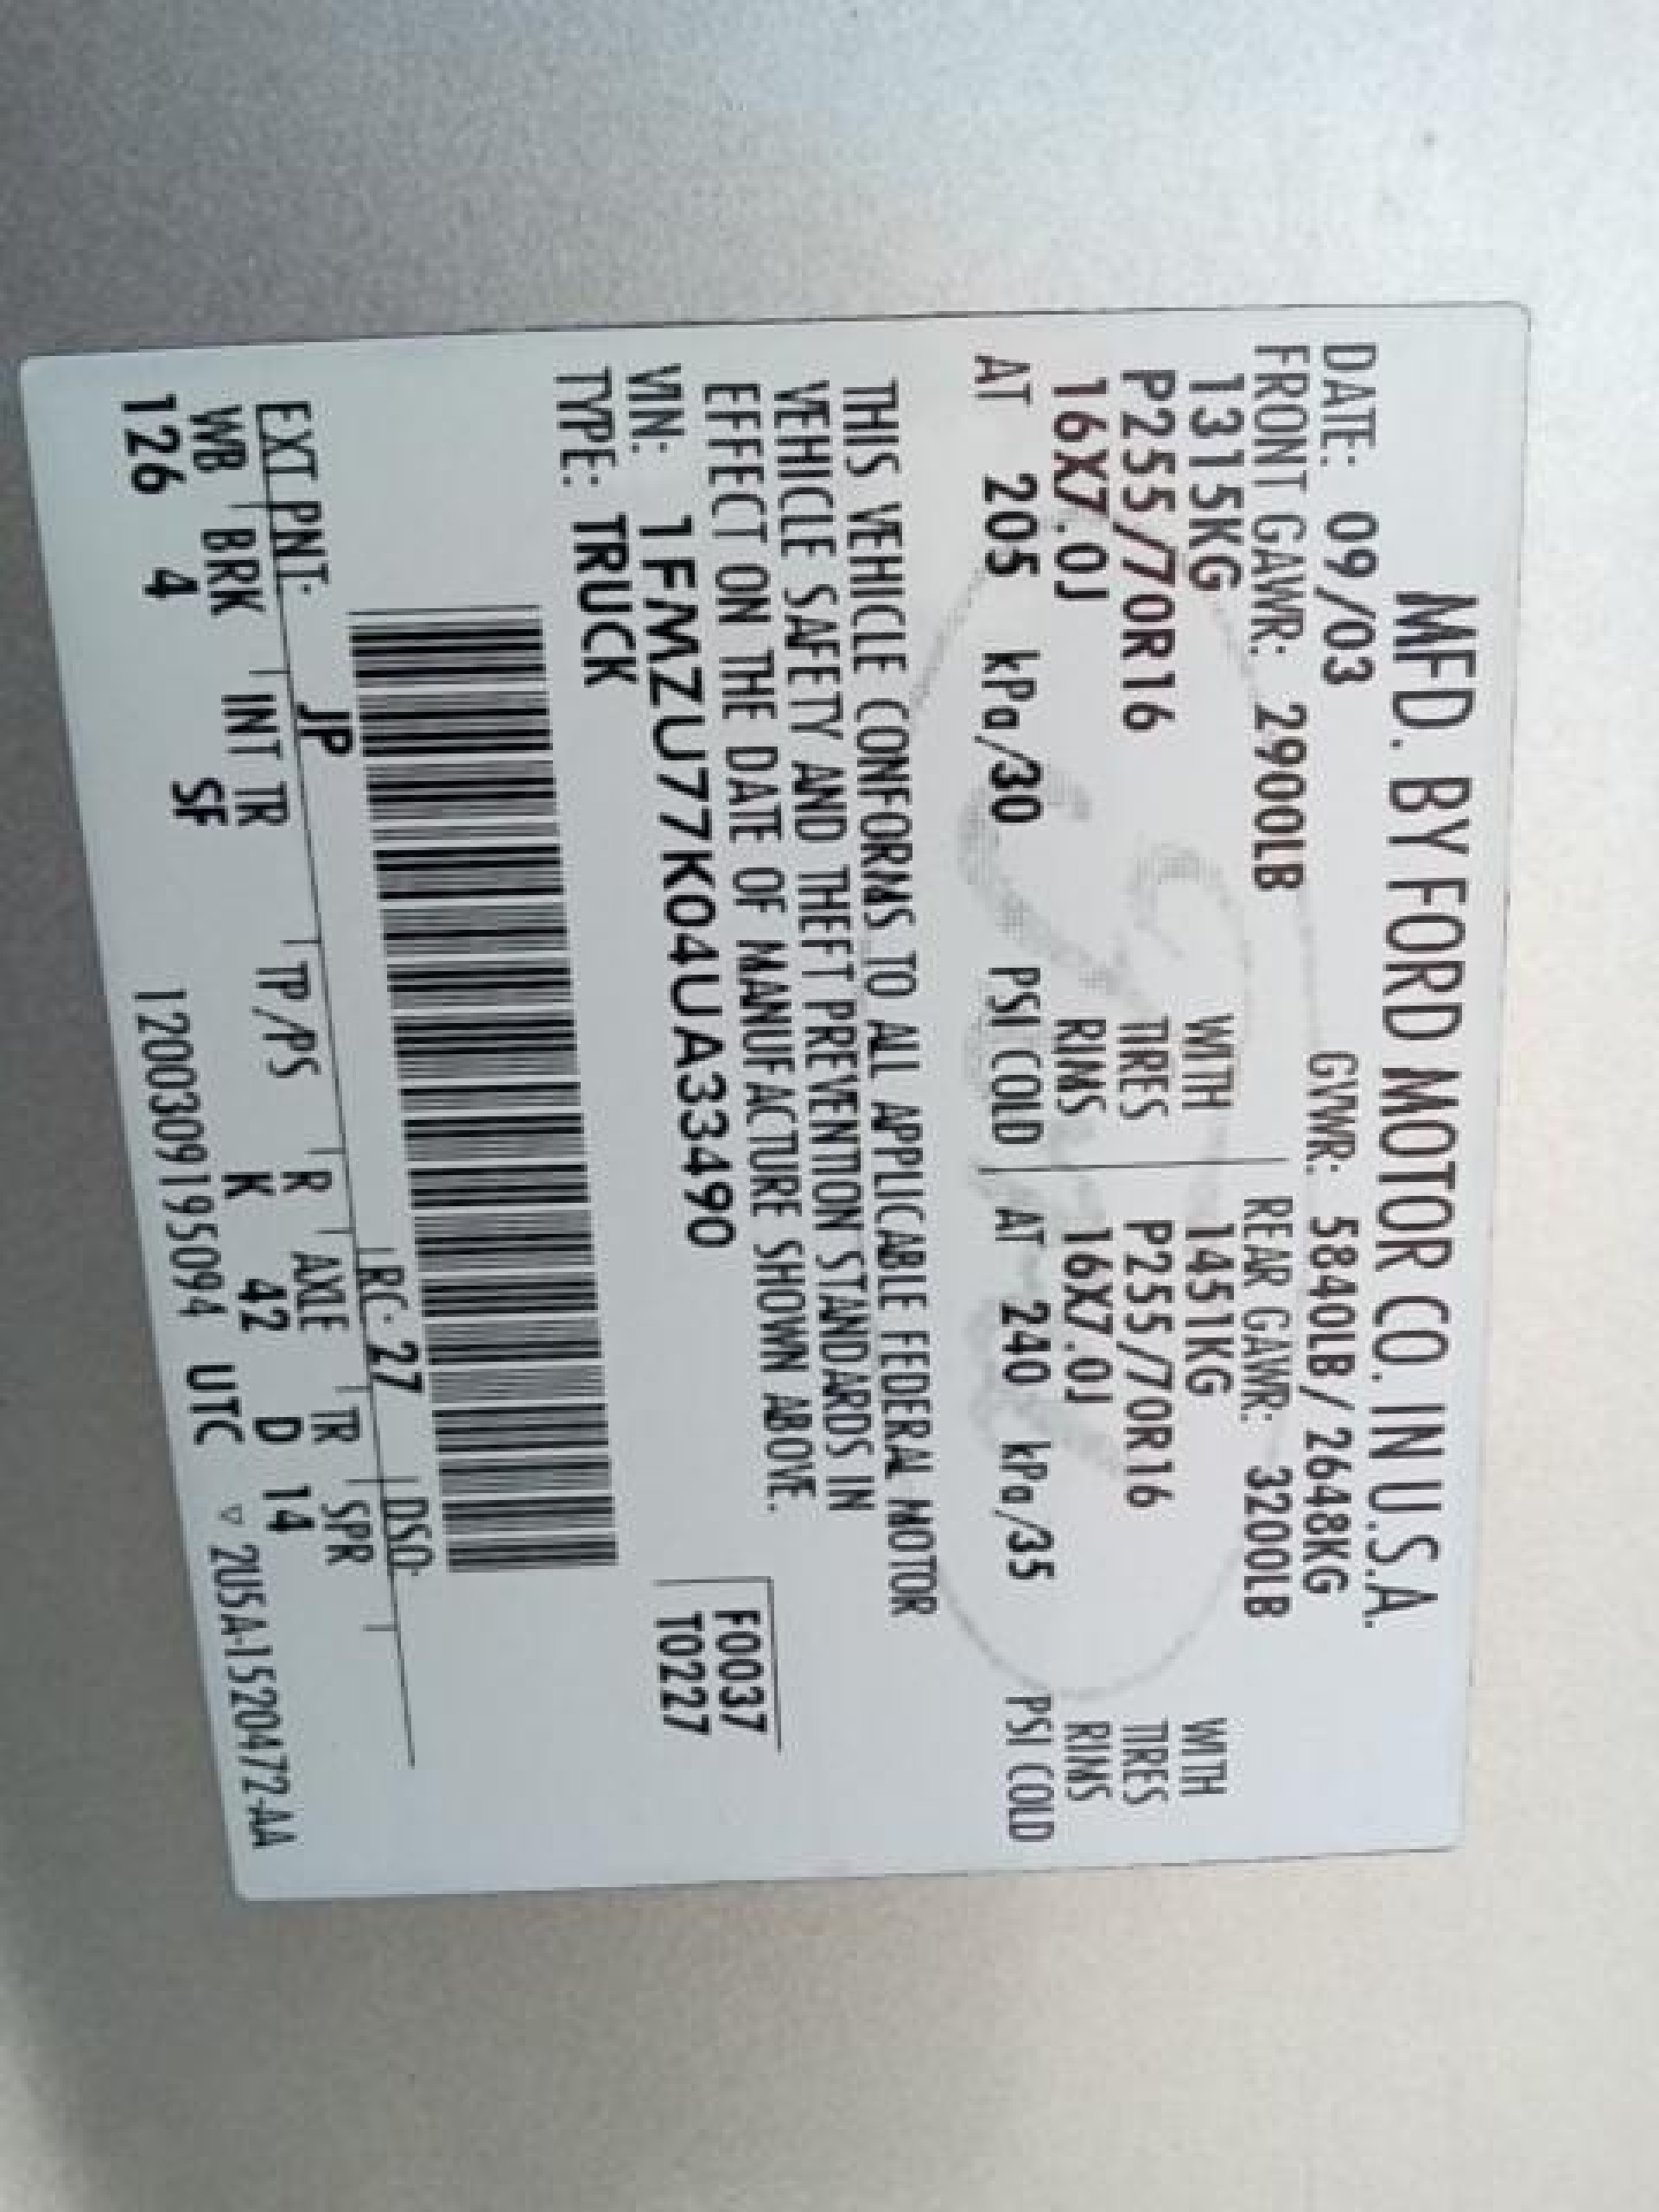 MFD. BY FORD MOTOR CO. IN U.S.A.
DATE: 09/03 GVWR: 5840LB/ 2648KG
FRONT GAWR: 2900LB REAR GAWR: 3200LB
1315KG WITH 1451KG WITH
P255/70R16 TIRES P255/70R16 TIRES
16X7.0J RIMS 16X7.0J RIMS
AT 205 kPa/30 PSI COLD AT 240 kPa/35 PSI COLD
THIS VEHICLE CONFORMS TO ALL APPLICABLE FEDERAL MOTOR
VEHICLE SAFETY AND THEFT PREVENTION STANDARDS IN
EFFECT ON THE DATE OF MANUFACTURE SHOWN ABOVE.
VIN: 1FMZU77K04UA33490
TYPE: TRUCK
F0037
T0227
EXT PNT: JP RC: 27 DSO:
WB BRK INT TR TP/PS R AXLE TR SPR
126 4 SF K 42 D 14
120030919509​4 UTC ▽ 2U5A-1520472-AA